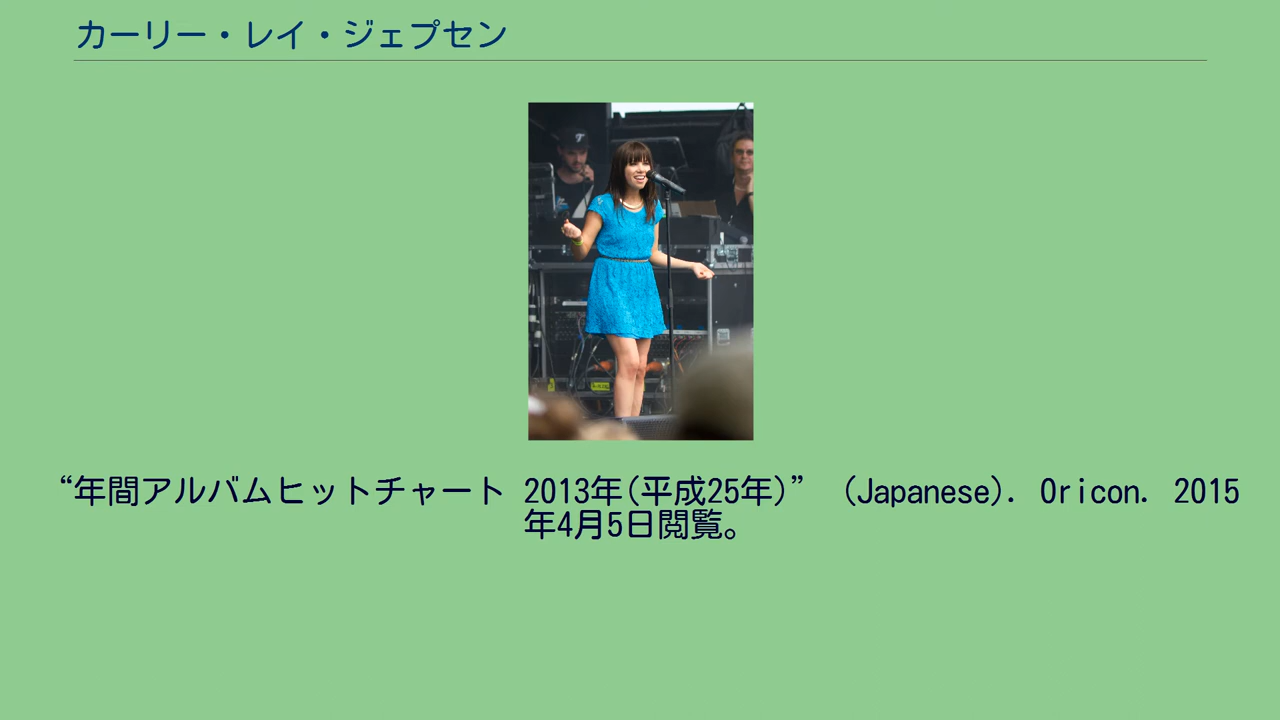 カーリー・レイ・ジェプセン
“年間アルバムヒットチャート 2013年(平成25年)” (Japanese). Oricon. 2015
年4月5日閲覧。